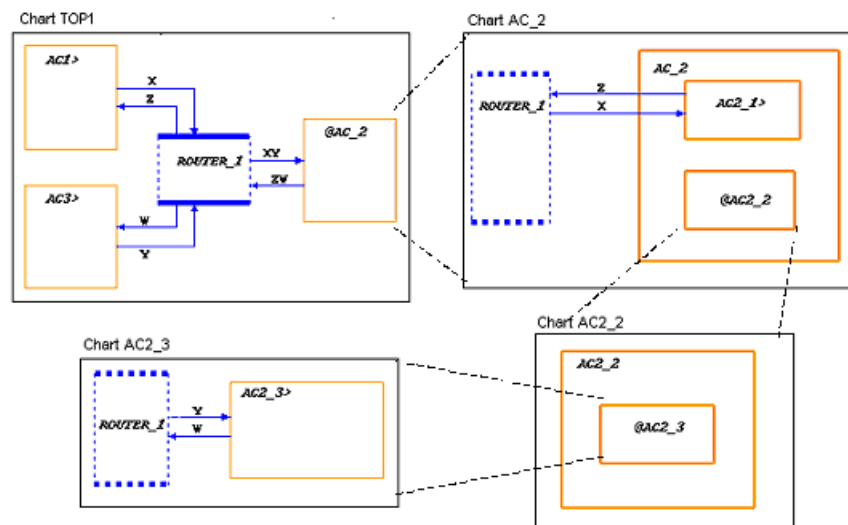 Chart TOP1
AC1>
X
Z
ROUTER_1
XY
ZW
@AC_2
AC3>
W
Y
Chart AC_2
AC_2
ROUTER_1
Z
X
AC2_1>
@AC2_2
Chart AC2_3
ROUTER_1
Y
W
AC2_3>
Chart AC2_2
AC2_2
@AC2_3